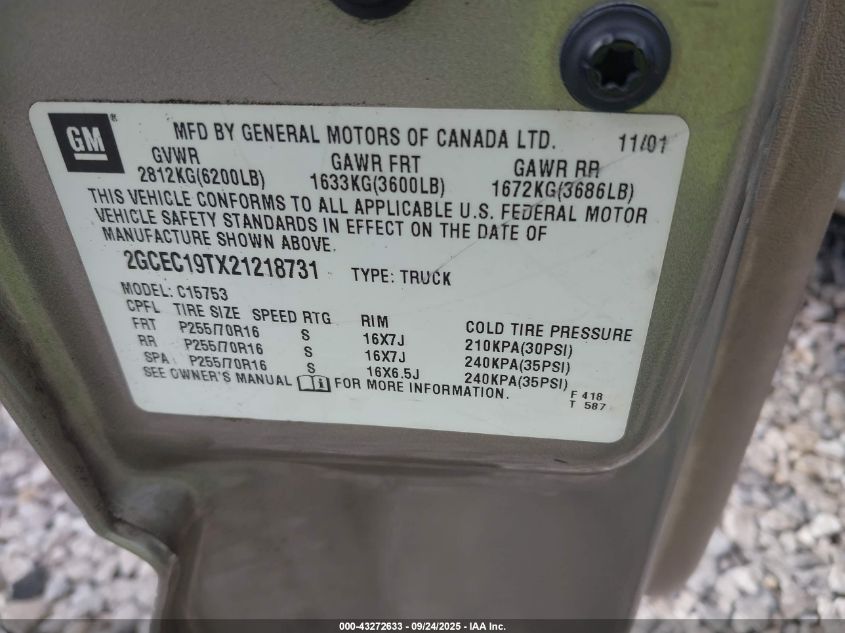 GM ®
MFD BY GENERAL MOTORS OF CANADA LTD. 11/01
GVWR GAWR FRT GAWR RR
2812KG(6200LB) 1633KG(3600LB) 1672KG(3686LB)
THIS VEHICLE CONFORMS TO ALL APPLICABLE U.S. FEDERAL MOTOR
VEHICLE SAFETY STANDARDS IN EFFECT ON THE DATE OF
MANUFACTURE SHOWN ABOVE.
2GCEC19TX21218731 TYPE: TRUCK
MODEL: C15753
CPFL TIRE SIZE SPEED RTG RIM COLD TIRE PRESSURE
FRT P255/70R16 S 16X7J 210KPA(30PSI)
RR P255/70R16 S 16X7J 240KPA(35PSI)
SPA P255/70R16 S 16X6.5J 240KPA(35PSI)
SEE OWNER'S MANUAL FOR MORE INFORMATION.
F 418
T 587
000-43272633 - 09/24/2025 - IAA Inc.